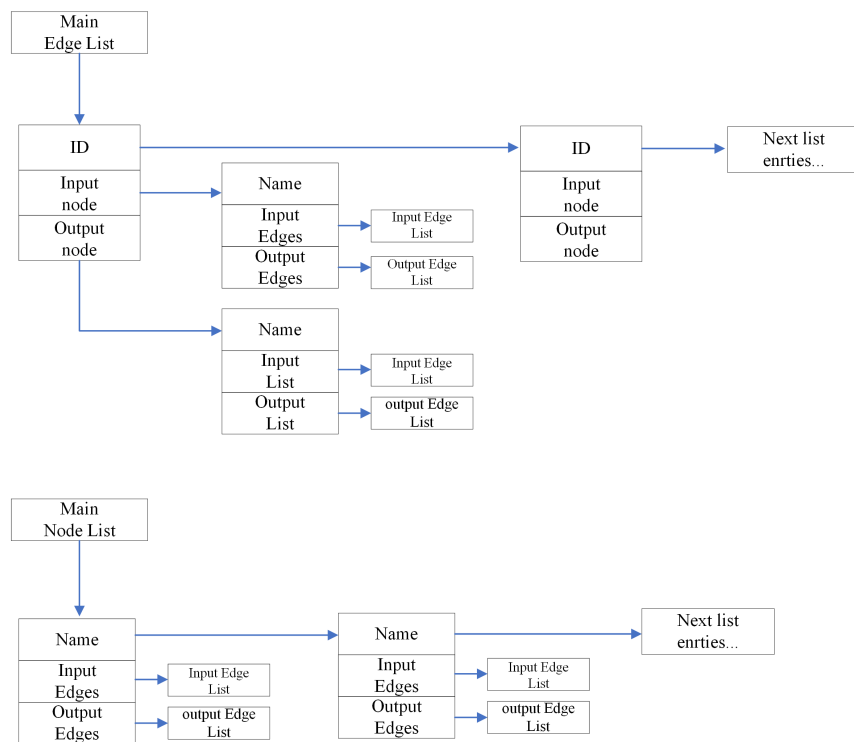 Main
Edge List
ID
Input
node
Output
node
Name
Input
Edges
Output
Edges
Input Edge
List
Output Edge
List
Name
Input
List
Output
List
Input Edge
List
output Edge
List
ID
Input
node
Output
node
Next list
enrties...
Main
Node List
Name
Input
Edges
Output
Edges
Input Edge
List
output Edge
List
Name
Input
Edges
Output
Edges
Input Edge
List
output Edge
List
Next list
enrties...